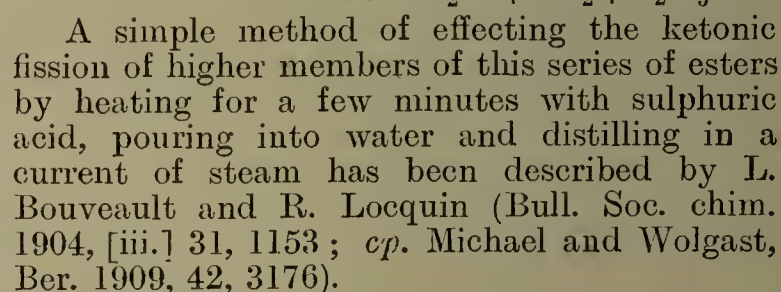 A simple method of effecting the ketonic
fission of higher members of this series of esters
by heating for a few minutes with sulphuric
acid, pouring into water and distilling in a
current of steam has been described by L.
Bouveault and R. Locquin (Bull. Soc. chim.
1904, [iii.] 31, 1153 ; cp. Michael and Wolgast,
Ber. 1909, 42, 3176).